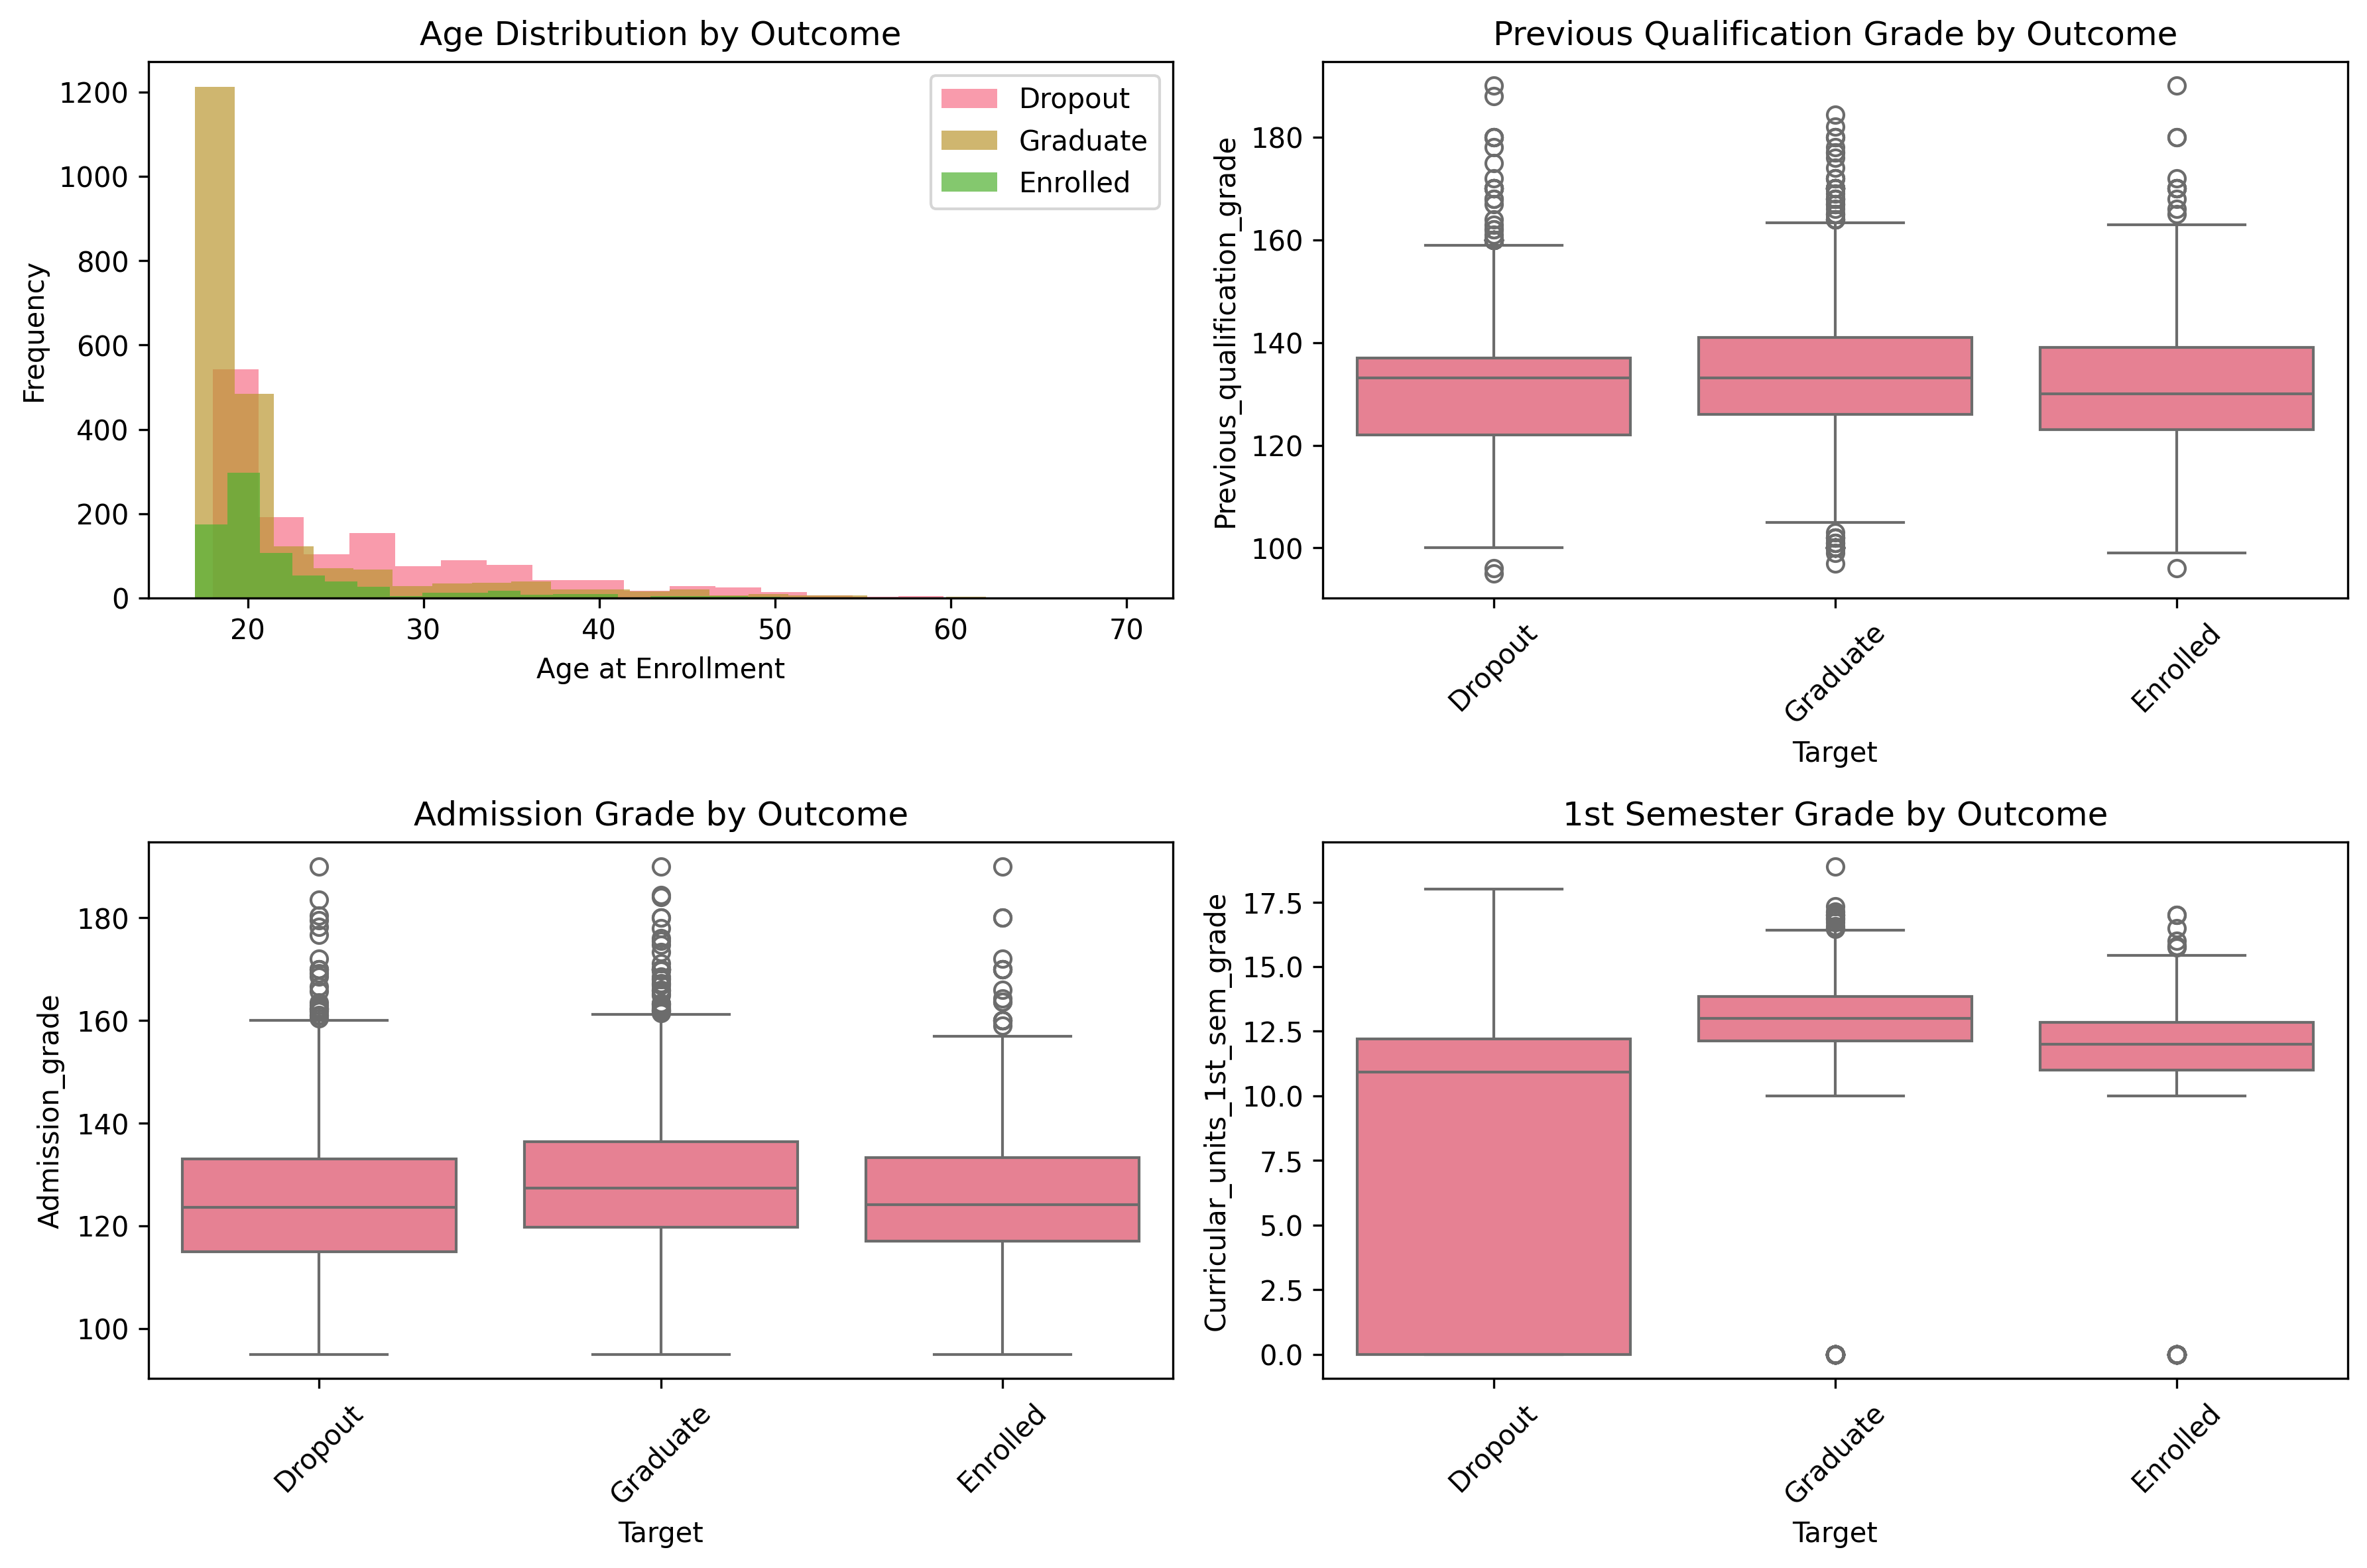 Age Distribution by Outcome
1200
1000
800
600
400
200
0
Frequency
20 30 40 50 60 70
Age at Enrollment
Dropout
Graduate
Enrolled
Previous Qualification Grade by Outcome
180
160
140
120
100
Previous_qualification_grade
Dropout Graduate Enrolled
Target
Admission Grade by Outcome
180
160
140
120
100
Admission_grade
Dropout Graduate Enrolled
Target
1st Semester Grade by Outcome
17.5
15.0
12.5
10.0
7.5
5.0
2.5
0.0
Curricular_units_1st_sem_grade
Dropout Graduate Enrolled
Target